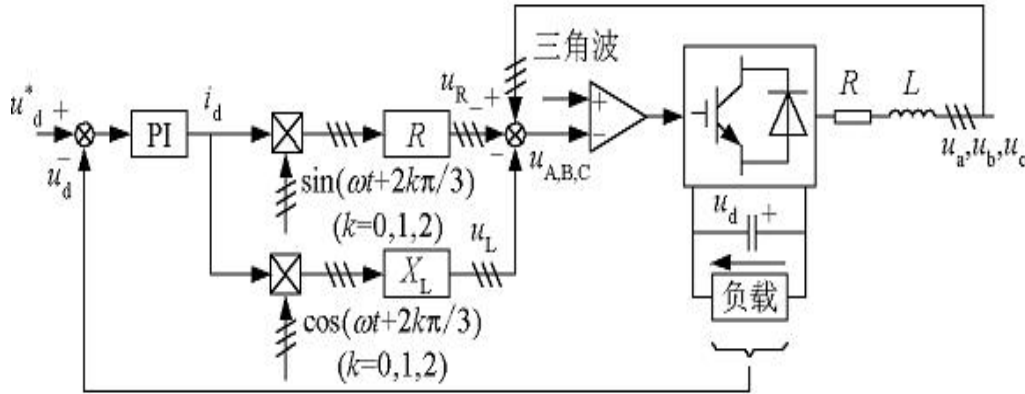 三角波
u*d + −
ud
PI
id
R
uR − +
−
uA,B,C
+
−
R L
ua,ub,uc
sin(ωt+2kπ/3)
(k=0,1,2)
XL
uL
cos(ωt+2kπ/3)
(k=0,1,2)
ud +
负载